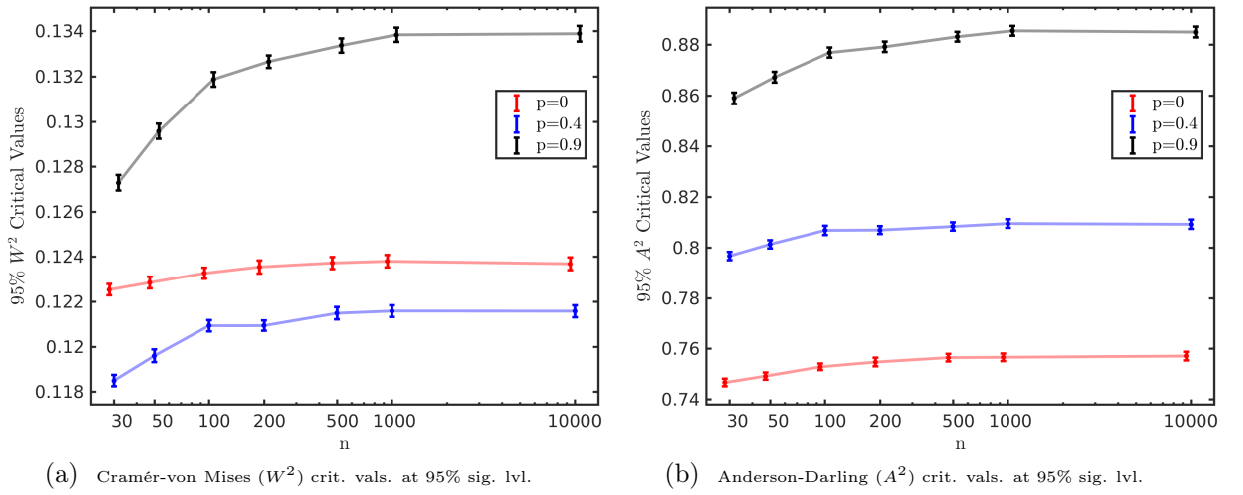 0.134
0.132
0.13
0.128
0.126
0.124
0.122
0.12
0.118
95% W² Critical Values
30 50 100 200 500 1000 10000
n
p=0
p=0.4
p=0.9
(a) Cramér-von Mises (W²) crit. vals. at 95% sig. lvl.
0.88
0.86
0.84
0.82
0.8
0.78
0.76
0.74
95% A² Critical Values
30 50 100 200 500 1000 10000
n
p=0
p=0.4
p=0.9
(b) Anderson-Darling (A²) crit. vals. at 95% sig. lvl.